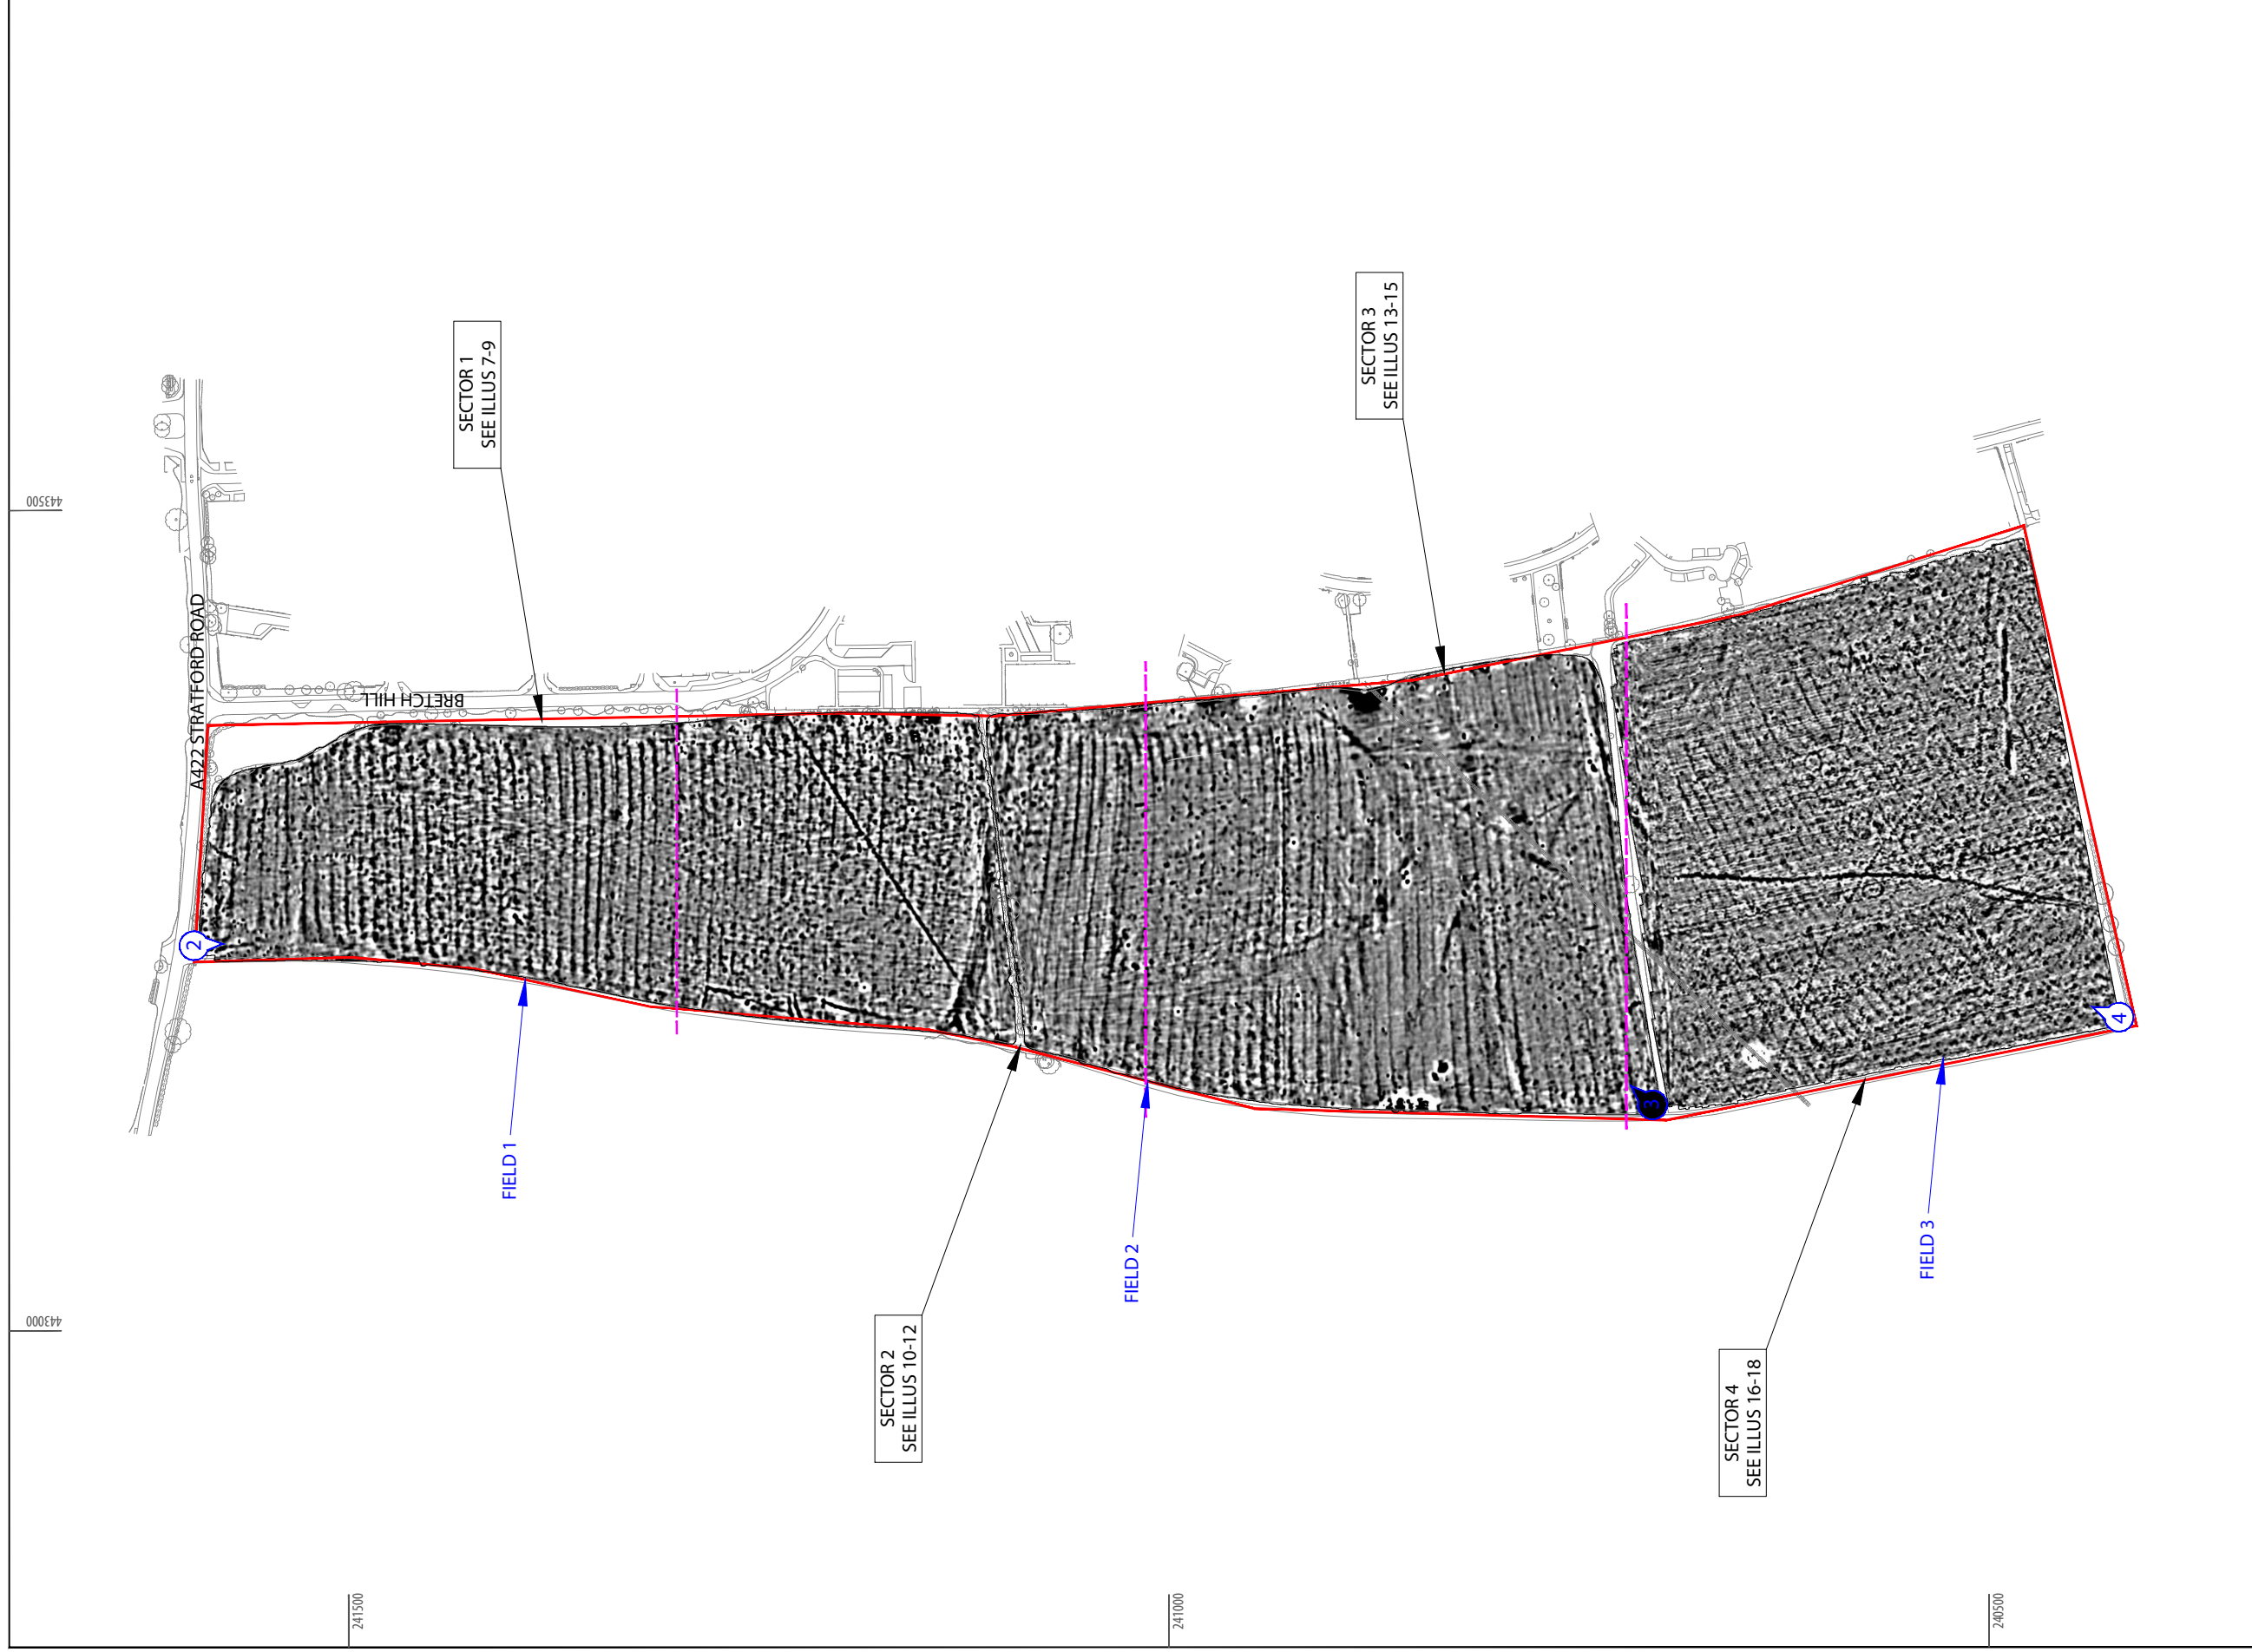 443500
443000
A422 STRATFORD ROAD
BRETCH HILL
SECTOR 1
SEE ILLUS 7-9
SECTOR 3
SEE ILLUS 13-15
2
FIELD 1
FIELD 2
3
4
SECTOR 2
SEE ILLUS 10-12
SECTOR 4
SEE ILLUS 16-18
FIELD 3
241500
241000
240500